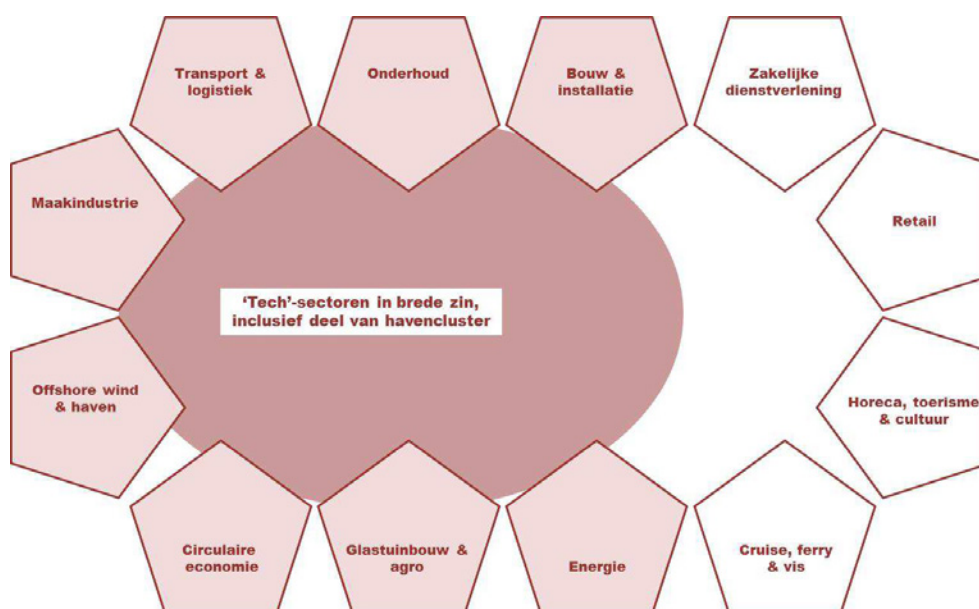 Transport &
logistiek
Onderhoud
Bouw &
installatie
Zakelijke
dienstverlening
Maakindustrie
Retail
‘Tech’-sectoren in brede zin,
inclusief deel van havencluster
Offshore wind
& haven
Horeca, toerisme
& cultuur
Circulaire
economie
Glastuinbouw &
agro
Energie
Cruise, ferry
& vis